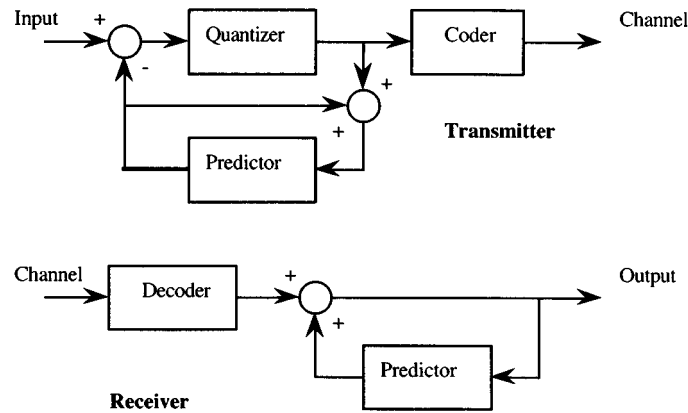 Input
+
Quantizer
Coder
Channel
-
+
+
Predictor
Transmitter
Channel
Decoder
+
Output
+
Predictor
Receiver